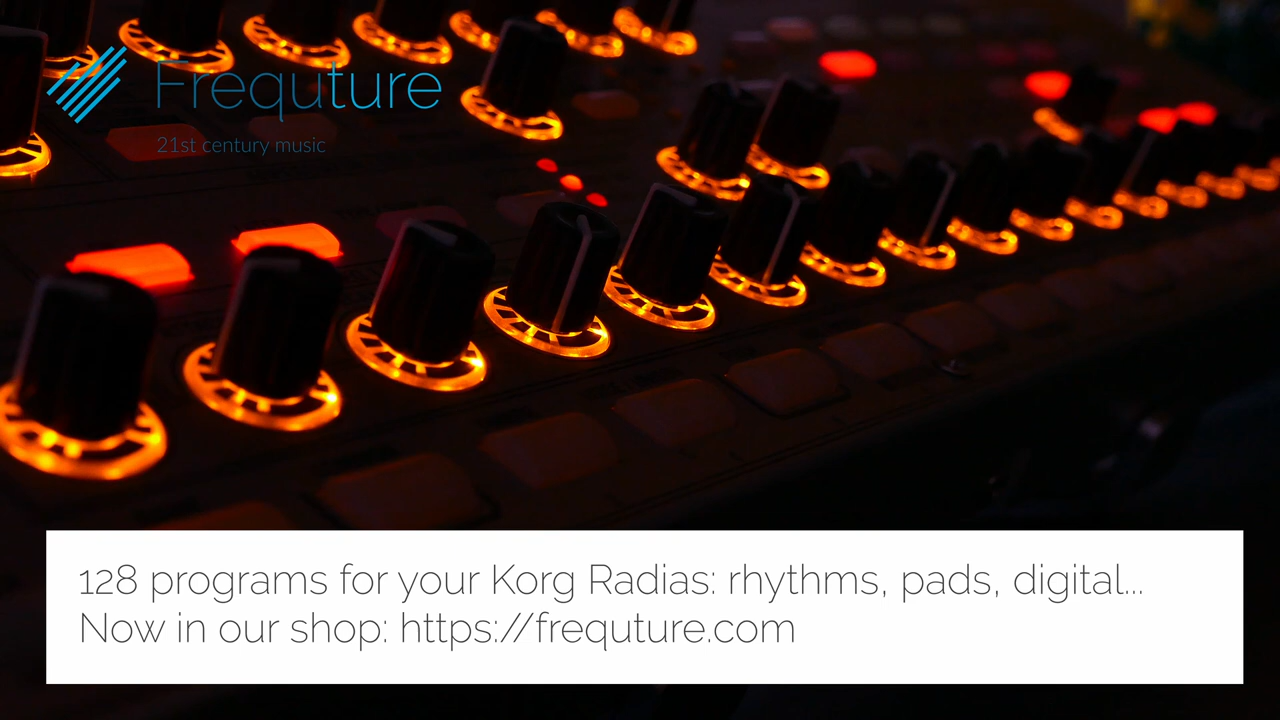 Frequture
21st century music
128 programs for your Korg Radias: rhythms, pads, digital...
Now in our shop: https://frequture.com